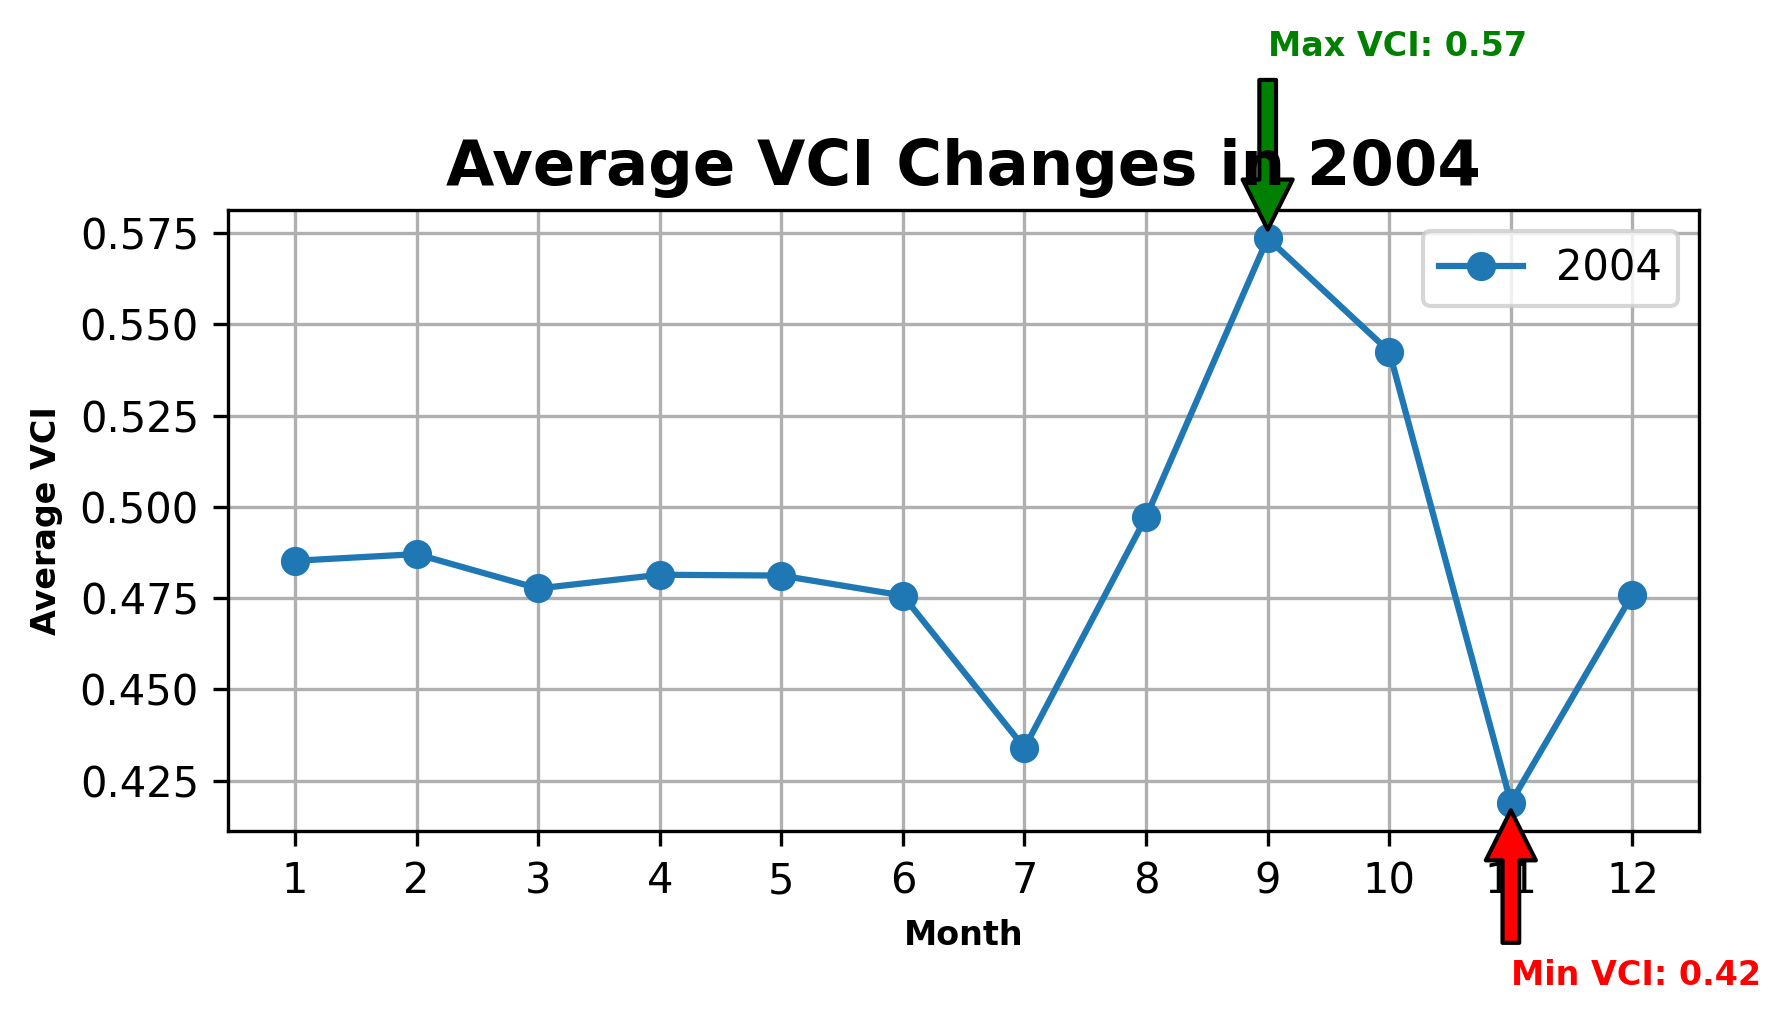 Max VCI: 0.57
Average VCI Changes in 2004
2004
Average VCI
0.575
0.550
0.525
0.500
0.475
0.450
0.425
1 2 3 4 5 6 7 8 9 10 11 12
Month
Min VCI: 0.42